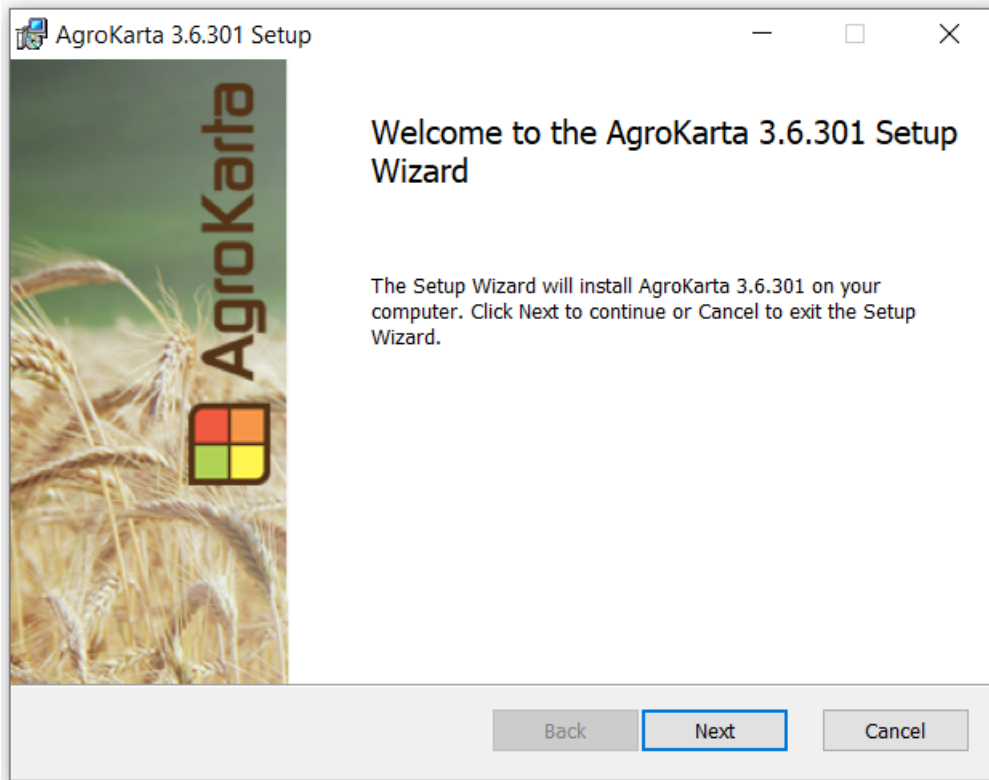 AgroKarta 3.6.301 Setup
AgroKarta
Welcome to the AgroKarta 3.6.301 Setup
Wizard
The Setup Wizard will install AgroKarta 3.6.301 on your
computer. Click Next to continue or Cancel to exit the Setup
Wizard.
Back
Next
Cancel